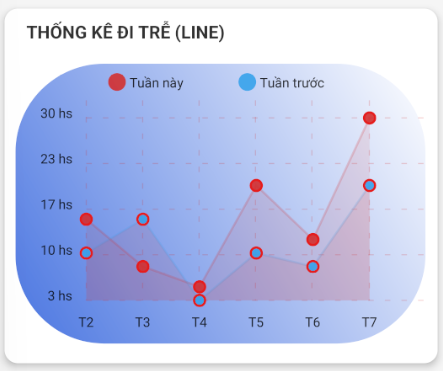 THỐNG KÊ ĐI TRỄ (LINE)
Tuần này Tuần trước
30 hs
23 hs
17 hs
10 hs
3 hs
T2 T3 T4 T5 T6 T7